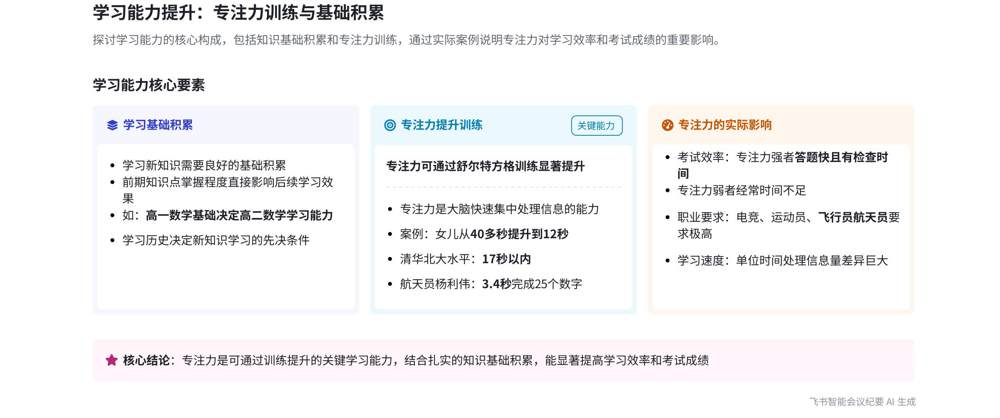 学习能力提升：专注力训练与基础积累
探讨学习能力的核心构成，包括知识基础积累和专注力训练，通过实际案例说明专注力对学习效率和考试成绩的重要影响。
学习能力核心要素
学习基础积累
学习新知识需要良好的基础积累
前期知识点掌握程度直接影响后续学习效
果
如：高一数学基础决定高二数学学习能力
学习历史决定新知识学习的先决条件
专注力提升训练
关键能力
专注力可通过舒尔特方格训练显著提升
专注力是大脑快速集中处理信息的能力
案例：女儿从40多秒提升到12秒
清华北大水平：17秒以内
航天员杨利伟：3.4秒完成25个数字
专注力的实际影响
考试效率：专注力强者答题快且有检查时
间
专注力弱者经常时间不足
职业要求：电竞、运动员、飞行员航天员要
求极高
学习速度：单位时间处理信息量差异巨大
核心结论：专注力是可通过训练提升的关键学习能力，结合扎实的知识基础积累，能显著提高学习效率和考试成绩
飞书智能会议纪要 AI 生成